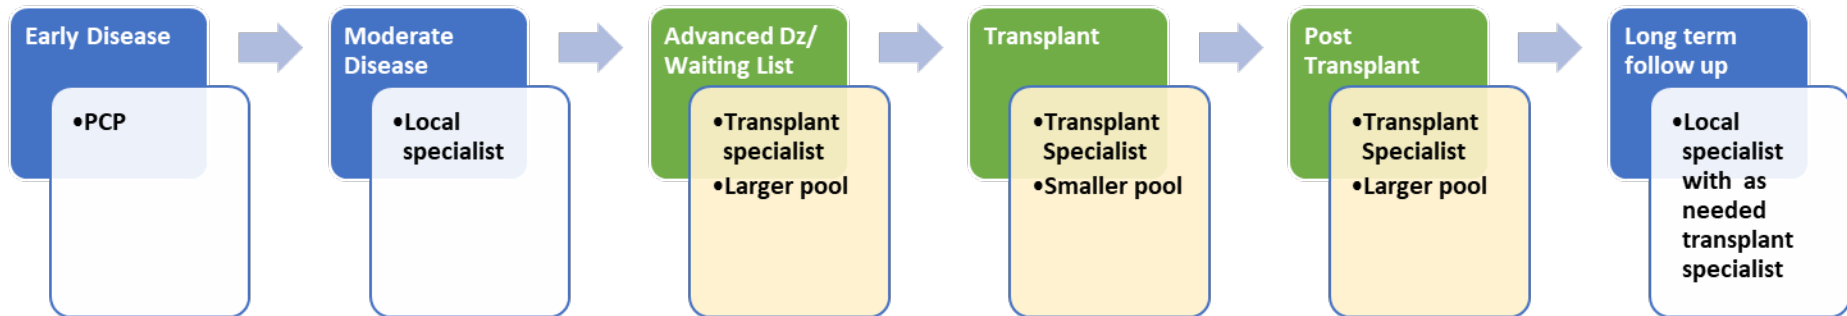 Early Disease
•PCP
Moderate
Disease
•Local
specialist
Advanced Dz/
Waiting List
•Transplant
specialist
•Larger pool
Transplant
•Transplant
Specialist
•Smaller pool
Post
Transplant
•Transplant
Specialist
•Larger pool
Long term
follow up
•Local
specialist
with as
needed
transplant
specialist